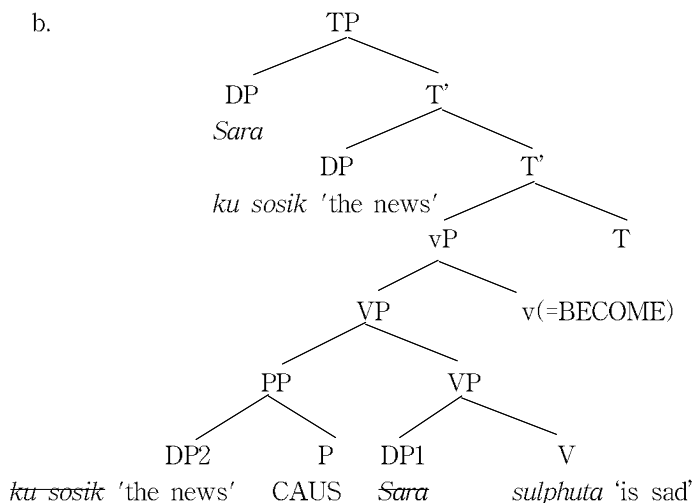 b. TP
DP T'
Sara
DP T'
ku sosik 'the news'
vP T
VP v(=BECOME)
PP VP
DP2 P DP1 V
ku sosik 'the news' CAUS Sara sulphuta 'is sad'